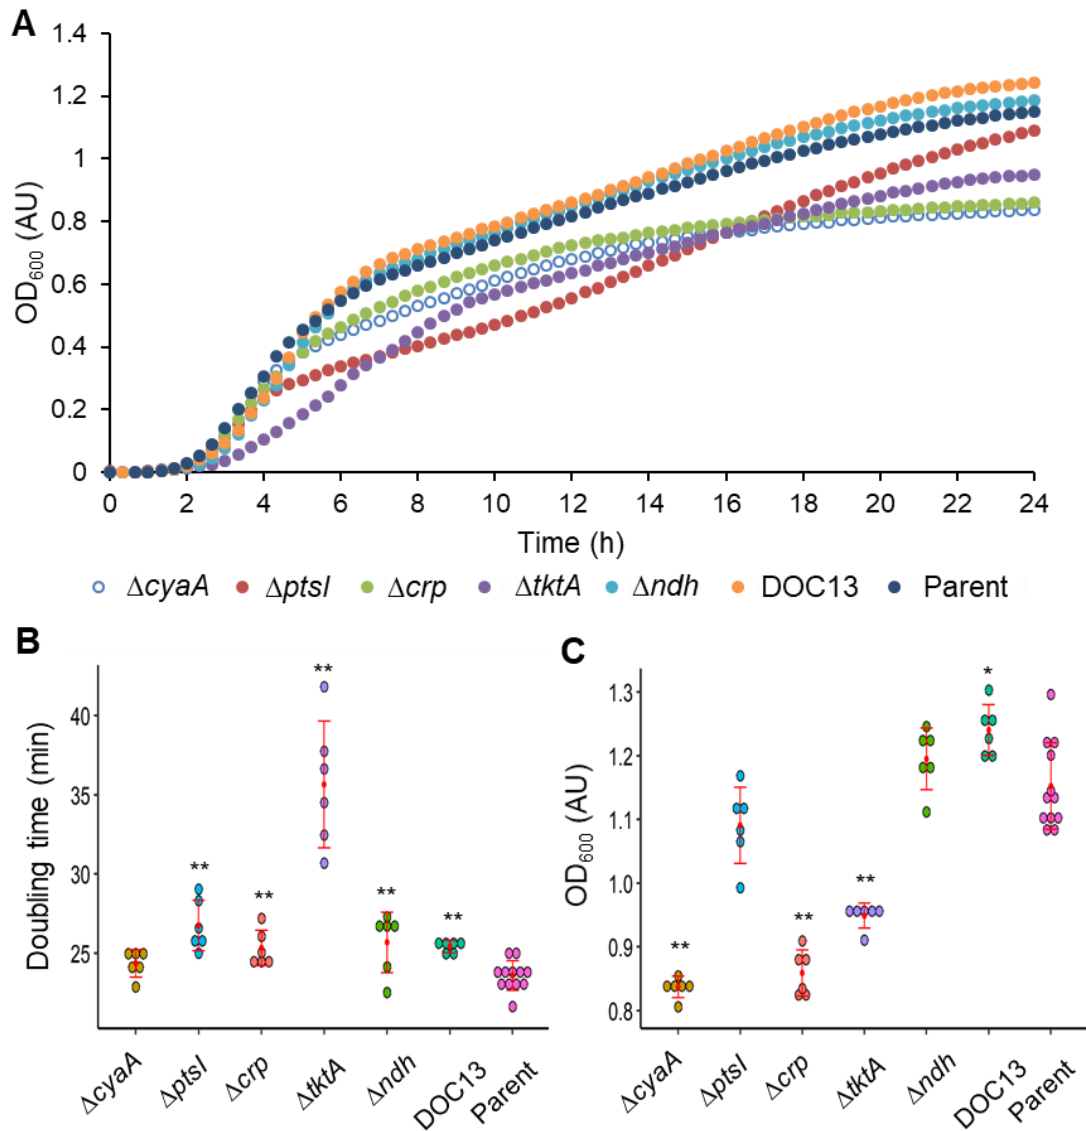 A
1.4
1.2
1
0.8
0.6
0.4
0.2
0
OD600 (AU)
0 2 4 6 8 10 12 14 16 18 20 22 24
Time (h)
ΔcyaA ΔptsI Δcrp ΔtktA Δndh DOC13 Parent
B
Doubling time (min)
40
35
30
25
** ** ** ** **
ΔcyaA ΔptsI Δcrp ΔtktA Δndh DOC13 Parent
C
OD600 (AU)
1.3
1.2
1.1
1.0
0.9
0.8
** ** ** *
ΔcyaA ΔptsI Δcrp ΔtktA Δndh DOC13 Parent